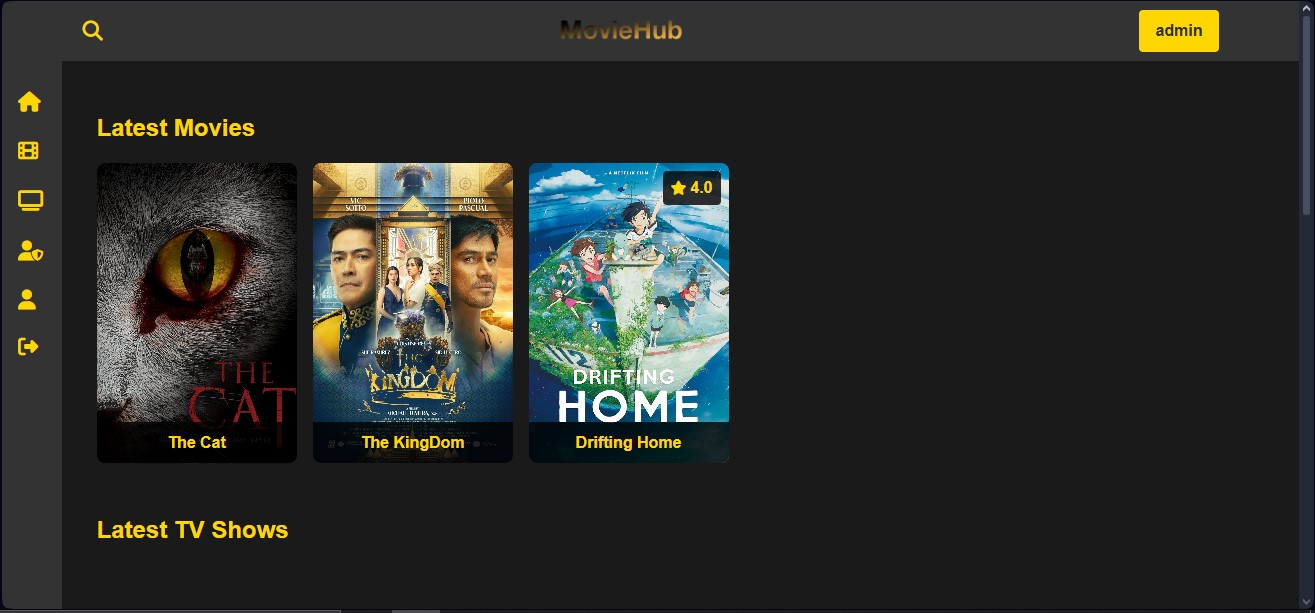 MovieHub
admin
Latest Movies
THE
CAT
The Cat
VIC
SOTTO
PIOLO
PASCUAL
THE
KINGDOM
The KingDom
A NETFLIX FILM
4.0
DRIFTING
HOME
Drifting Home
Latest TV Shows